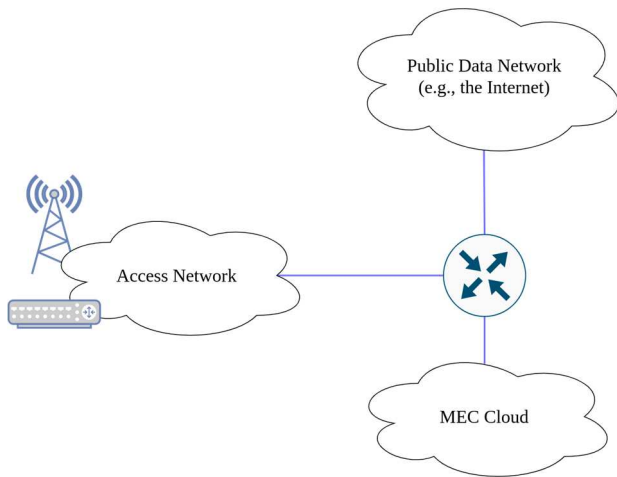 Public Data Network
(e.g., the Internet)
Access Network
MEC Cloud